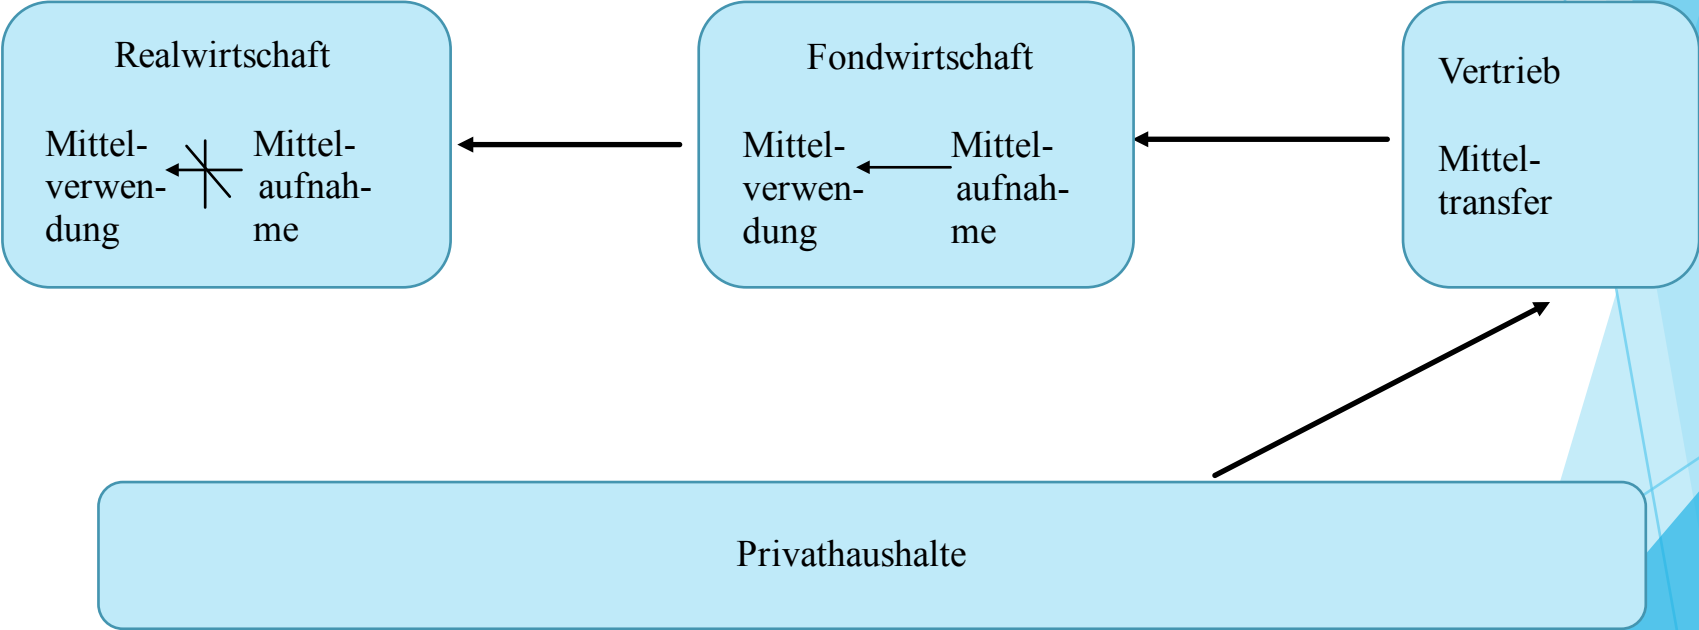 Realwirtschaft
Mittel-
verwen-
dung
Mittel-
aufnah-
me
Fondwirtschaft
Mittel-
verwen-
dung
Mittel-
aufnah-
me
Vertrieb
Mittel-
transfer
Privathaushalte